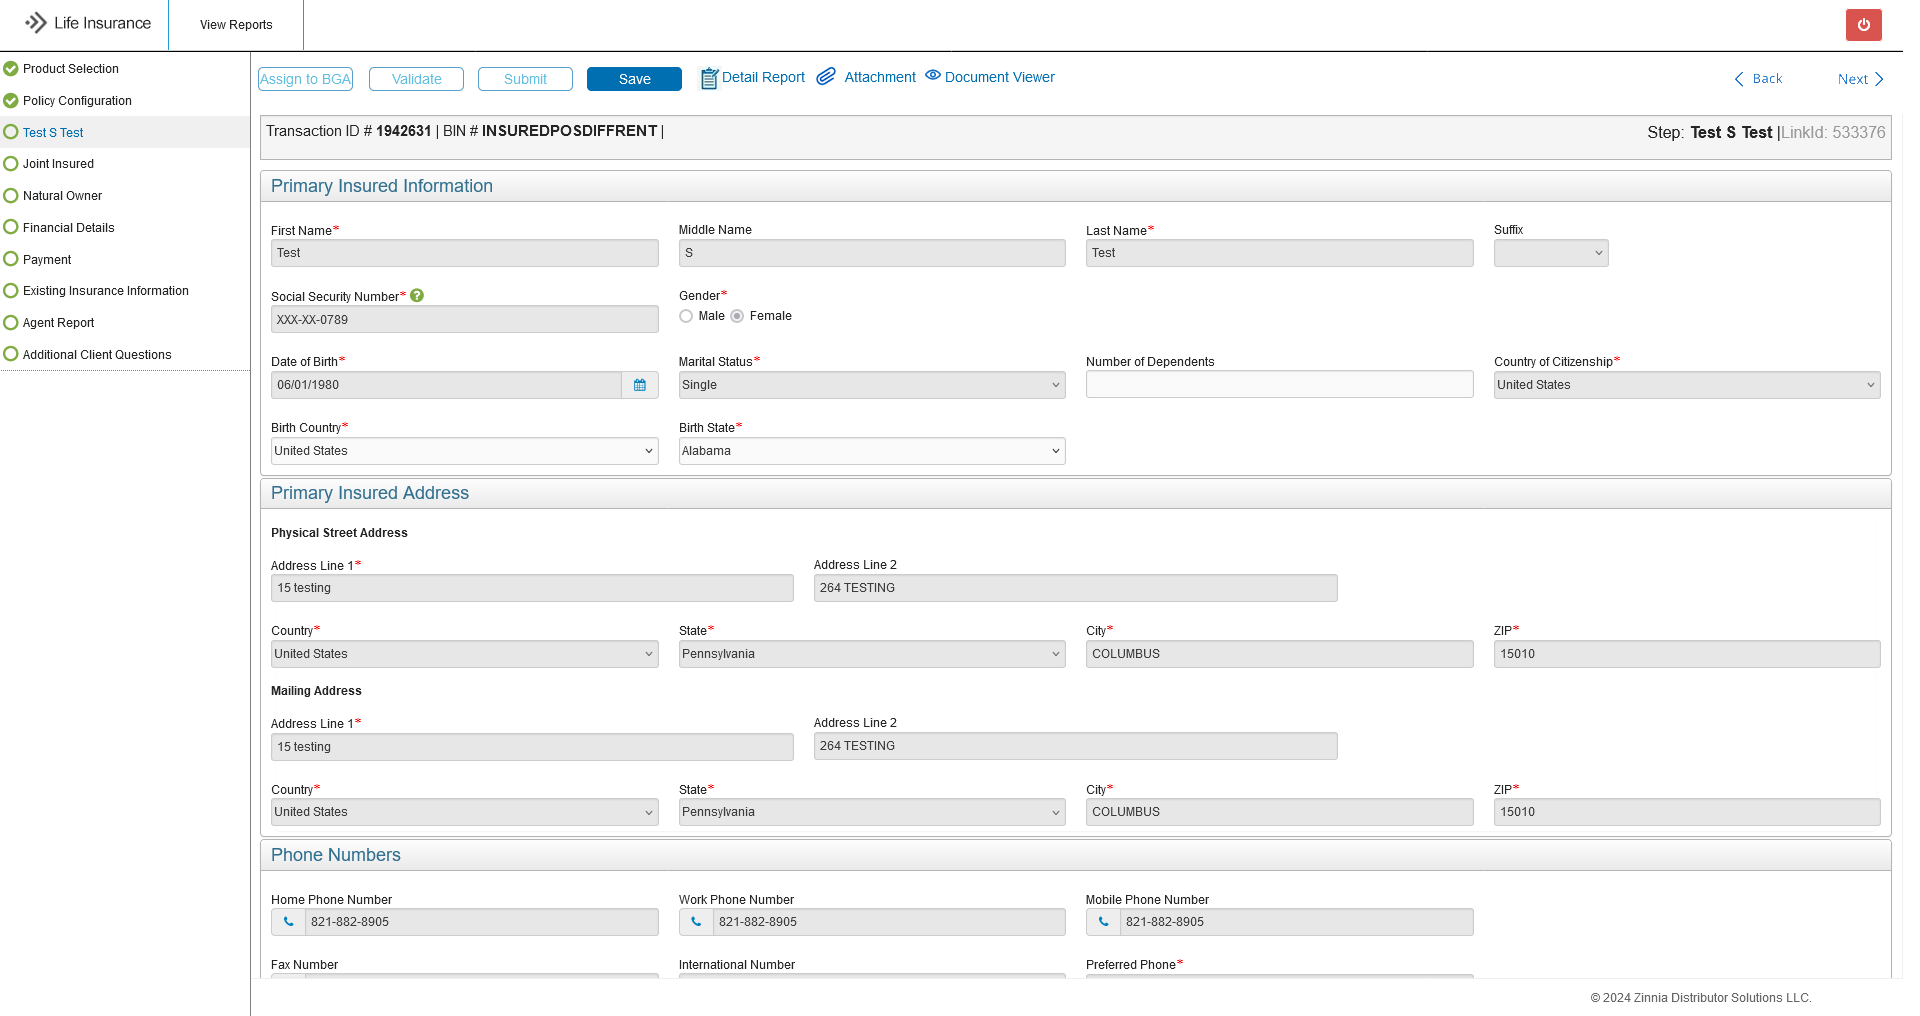 Life Insurance
View Reports
Product Selection
Policy Configuration
Test S Test
Joint Insured
Natural Owner
Financial Details
Payment
Existing Insurance Information
Agent Report
Additional Client Questions
Assign to BGA Validate Submit Save Detail Report Attachment Document Viewer Back Next
Transaction ID # 1942631 | BIN # INSUREDPOSDIFFRENT |
Step: Test S Test |LinkId: 533376
Primary Insured Information
First Name* Middle Name Last Name* Suffix
Test S Test
Social Security Number* ? Gender*
XXX-XX-0789 Male Female
Date of Birth* Marital Status* Number of Dependents Country of Citizenship*
06/01/1980 Single United States
Birth Country* Birth State*
United States Alabama
Primary Insured Address
Physical Street Address
Address Line 1* Address Line 2
15 testing 264 TESTING
Country* State* City* ZIP*
United States Pennsylvania COLUMBUS 15010
Mailing Address
Address Line 1* Address Line 2
15 testing 264 TESTING
Country* State* City* ZIP*
United States Pennsylvania COLUMBUS 15010
Phone Numbers
Home Phone Number Work Phone Number Mobile Phone Number
821-882-8905 821-882-8905 821-882-8905
Fax Number International Number Preferred Phone*
© 2024 Zinnia Distributor Solutions LLC.